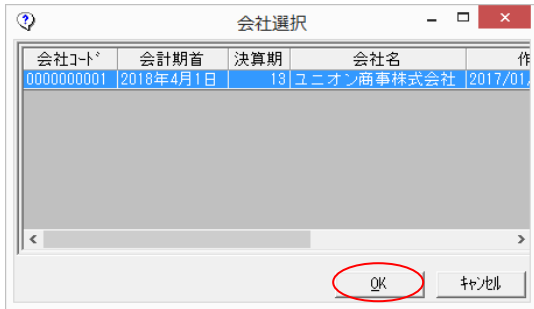 会社選択
会社ｺｰﾄﾞ 会計期首 決算期 会社名 作
0000000001 2018年4月1日 13 ユニオン商事株式会社 2017/01/
OK ｷｬﾝｾﾙ